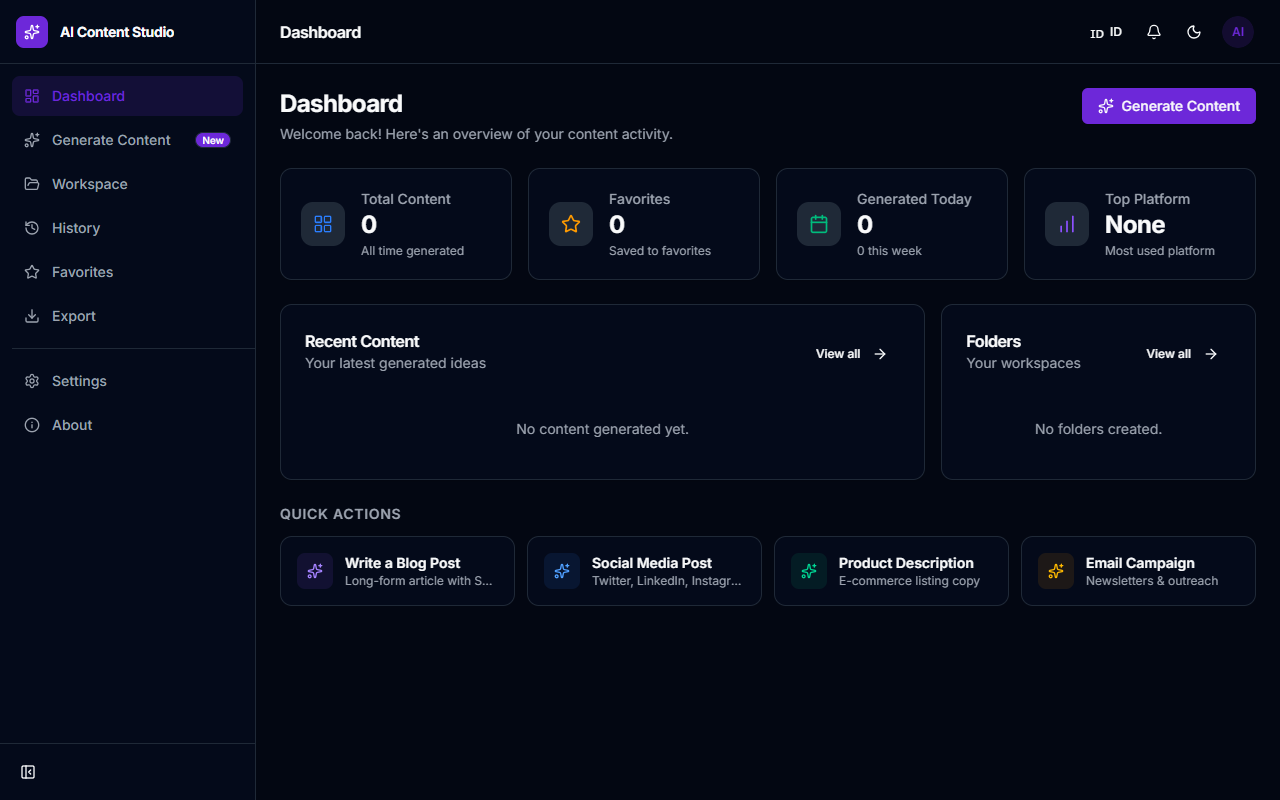 AI Content Studio
Dashboard
ID ID
AI
Dashboard
Generate Content
New
Workspace
History
Favorites
Export
Settings
About
Dashboard
Welcome back! Here's an overview of your content activity.
Generate Content
Total Content
0
All time generated
Favorites
0
Saved to favorites
Generated Today
0
0 this week
Top Platform
None
Most used platform
Recent Content
Your latest generated ideas
View all
No content generated yet.
Folders
Your workspaces
View all
No folders created.
QUICK ACTIONS
Write a Blog Post
Long-form article with S...
Social Media Post
Twitter, LinkedIn, Instagr...
Product Description
E-commerce listing copy
Email Campaign
Newsletters & outreach